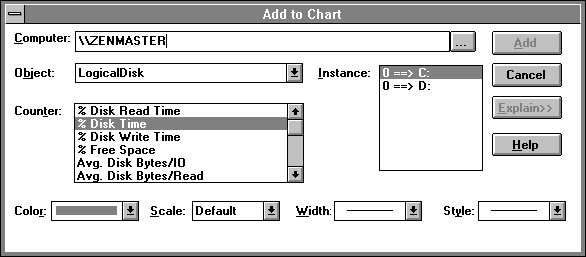 Add to Chart
Computer: \\ZENMASTER ... Add
Object: LogicalDisk Instance: 0 ==> C: Cancel
0 ==> D:
Counter: % Disk Read Time Explain>>
% Disk Time
% Disk Write Time
% Free Space Help
Avg. Disk Bytes/IO
Avg. Disk Bytes/Read
Color: Scale: Default Width: Style: